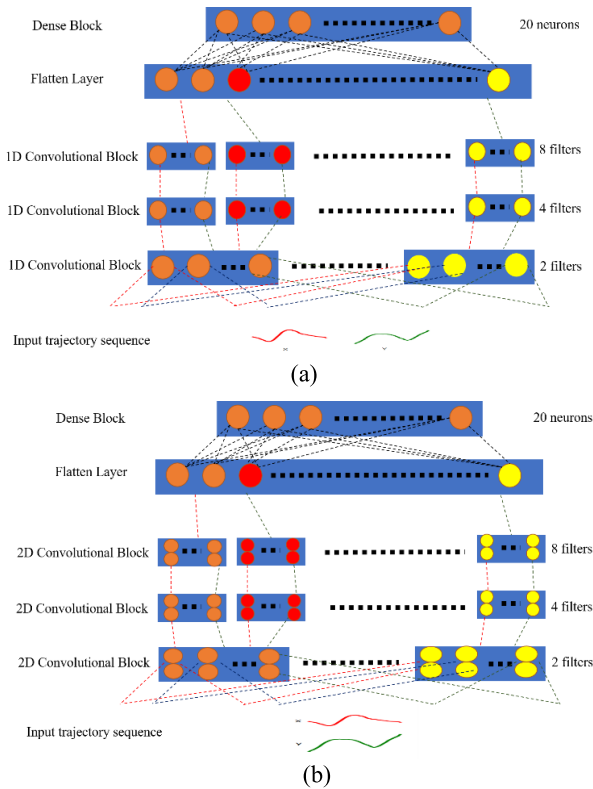 Dense Block 20 neurons
Flatten Layer
1D Convolutional Block 8 filters
1D Convolutional Block 4 filters
1D Convolutional Block 2 filters
Input trajectory sequence
X Y
(a)
Dense Block 20 neurons
Flatten Layer
2D Convolutional Block 8 filters
2D Convolutional Block 4 filters
2D Convolutional Block 2 filters
X
Input trajectory sequence
Y
(b)